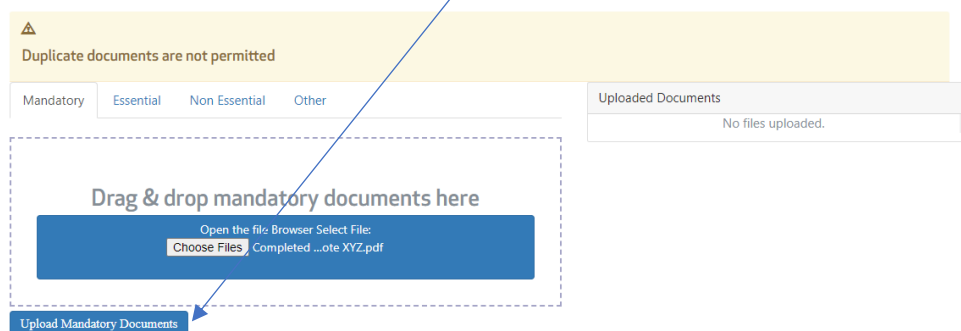 Duplicate documents are not permitted
Mandatory Essential Non Essential Other
Uploaded Documents
No files uploaded.
Drag & drop mandatory documents here
Open the file Browser Select File:
Choose Files Completed ...ote XYZ.pdf
Upload Mandatory Documents